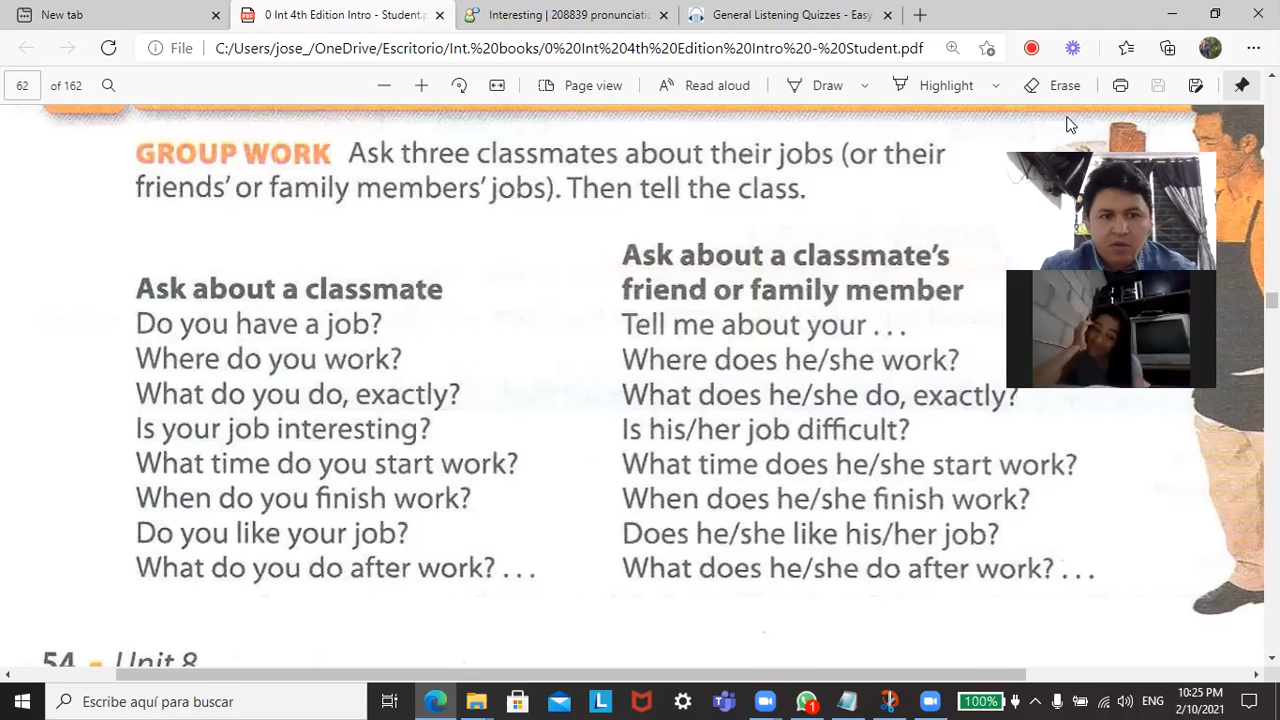 New tab
0 Int 4th Edition Intro - Student.p
Interesting | 208839 pronunciatio
General Listening Quizzes - Easy
File
C:/Users/jose_/OneDrive/Escritorio/Int.%20books/0%20Int%204th%20Edition%20Intro%20-%20Student.pdf
62 of 162
Page view
Read aloud
Draw
Highlight
Erase
GROUP WORK Ask three classmates about their jobs (or their
friends' or family members' jobs). Then tell the class.
Ask about a classmate
Do you have a job?
Where do you work?
What do you do, exactly?
Is your job interesting?
What time do you start work?
When do you finish work?
Do you like your job?
What do you do after work? . . .
Ask about a classmate's
friend or family member
Tell me about your . . .
Where does he/she work?
What does he/she do, exactly?
Is his/her job difficult?
What time does he/she start work?
When does he/she finish work?
Does he/she like his/her job?
What does he/she do after work? . . .
54 Unit 8
Escribe aquí para buscar
L
1
100%
ENG
10:25 PM
2/10/2021